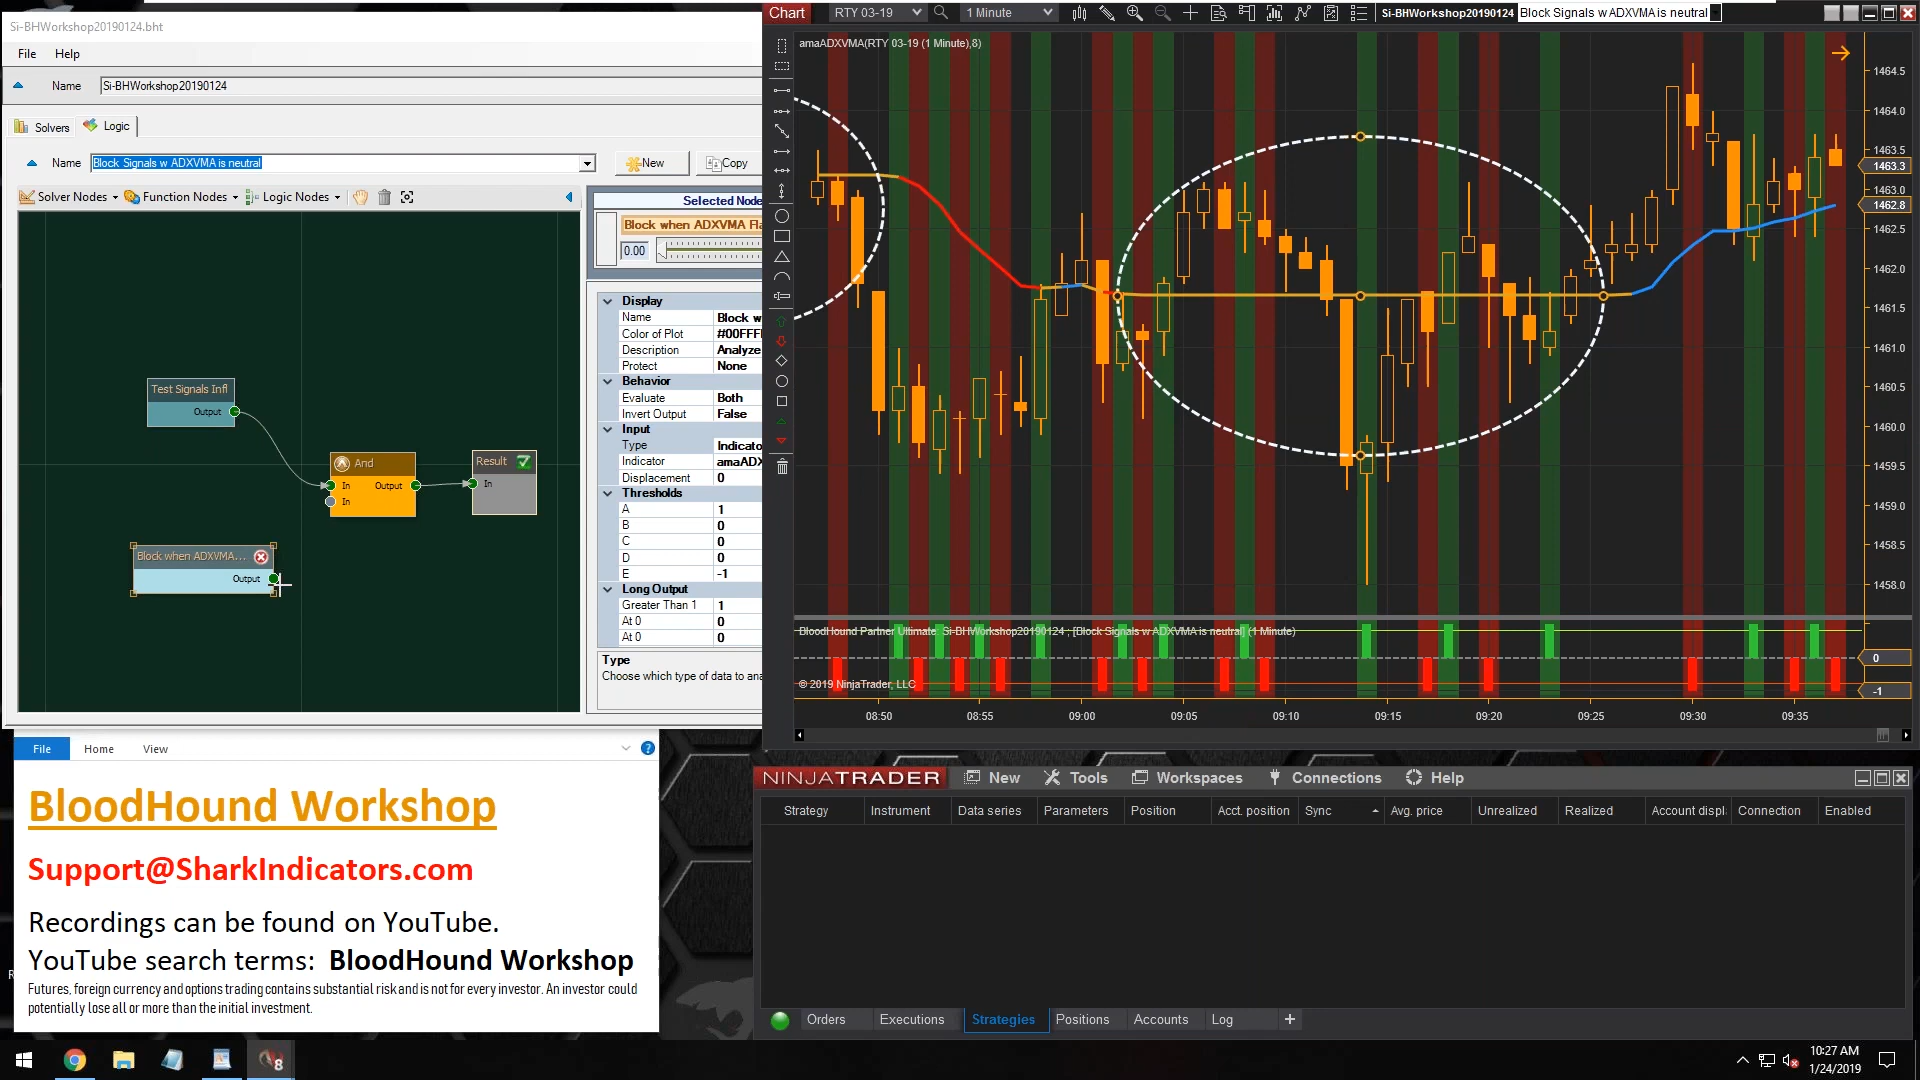 Si-BHWorkshop20190124.bht
File Help
Name Si-BHWorkshop20190124
Solvers Logic
Name Block Signals w ADXVMA is neutral New Copy
Solver Nodes Function Nodes Logic Nodes
Selected Node
Block when ADXVMA Fla
0.00
Test Signals Infl
Output
And
In Output
In
Result
In
Block when ADXVMA...
Output
Display
Name Block w
Color of Plot #00FFF
Description Analyze
Protect None
Behavior
Evaluate Both
Invert Output False
Input
Type Indicato
Indicator amaADX
Displacement 0
Thresholds
A 1
B 0
C 0
D 0
E -1
Long Output
Greater Than 1 1
At 0 0
At 0 0
Type
Choose which type of data to ana
Chart RTY 03-19 1 Minute Si-BHWorkshop20190124 Block Signals w ADXVMA is neutral
amaADXVMA(RTY 03-19 (1 Minute),8)
1464.5
1464.0
1463.5
1463.3
1463.0
1462.8
1462.5
1462.0
1461.5
1461.0
1460.5
1460.0
1459.5
1459.0
1458.5
1458.0
BloodHound Partner Ultimate: Si-BHWorkshop20190124 ; [Block Signals w ADXVMA is neutral] (1 Minute)
0
© 2019 NinjaTrader, LLC
-1
08:50 08:55 09:00 09:05 09:10 09:15 09:20 09:25 09:30 09:35
File Home View
BloodHound Workshop
Support@SharkIndicators.com
Recordings can be found on YouTube.
YouTube search terms: BloodHound Workshop
Futures, foreign currency and options trading contains substantial risk and is not for every investor. An investor could
potentially lose all or more than the initial investment.
NINJATRADER New Tools Workspaces Connections Help
Strategy Instrument Data series Parameters Position Acct. position Sync Avg. price Unrealized Realized Account displ Connection Enabled
Orders Executions Strategies Positions Accounts Log +
8
10:27 AM
1/24/2019